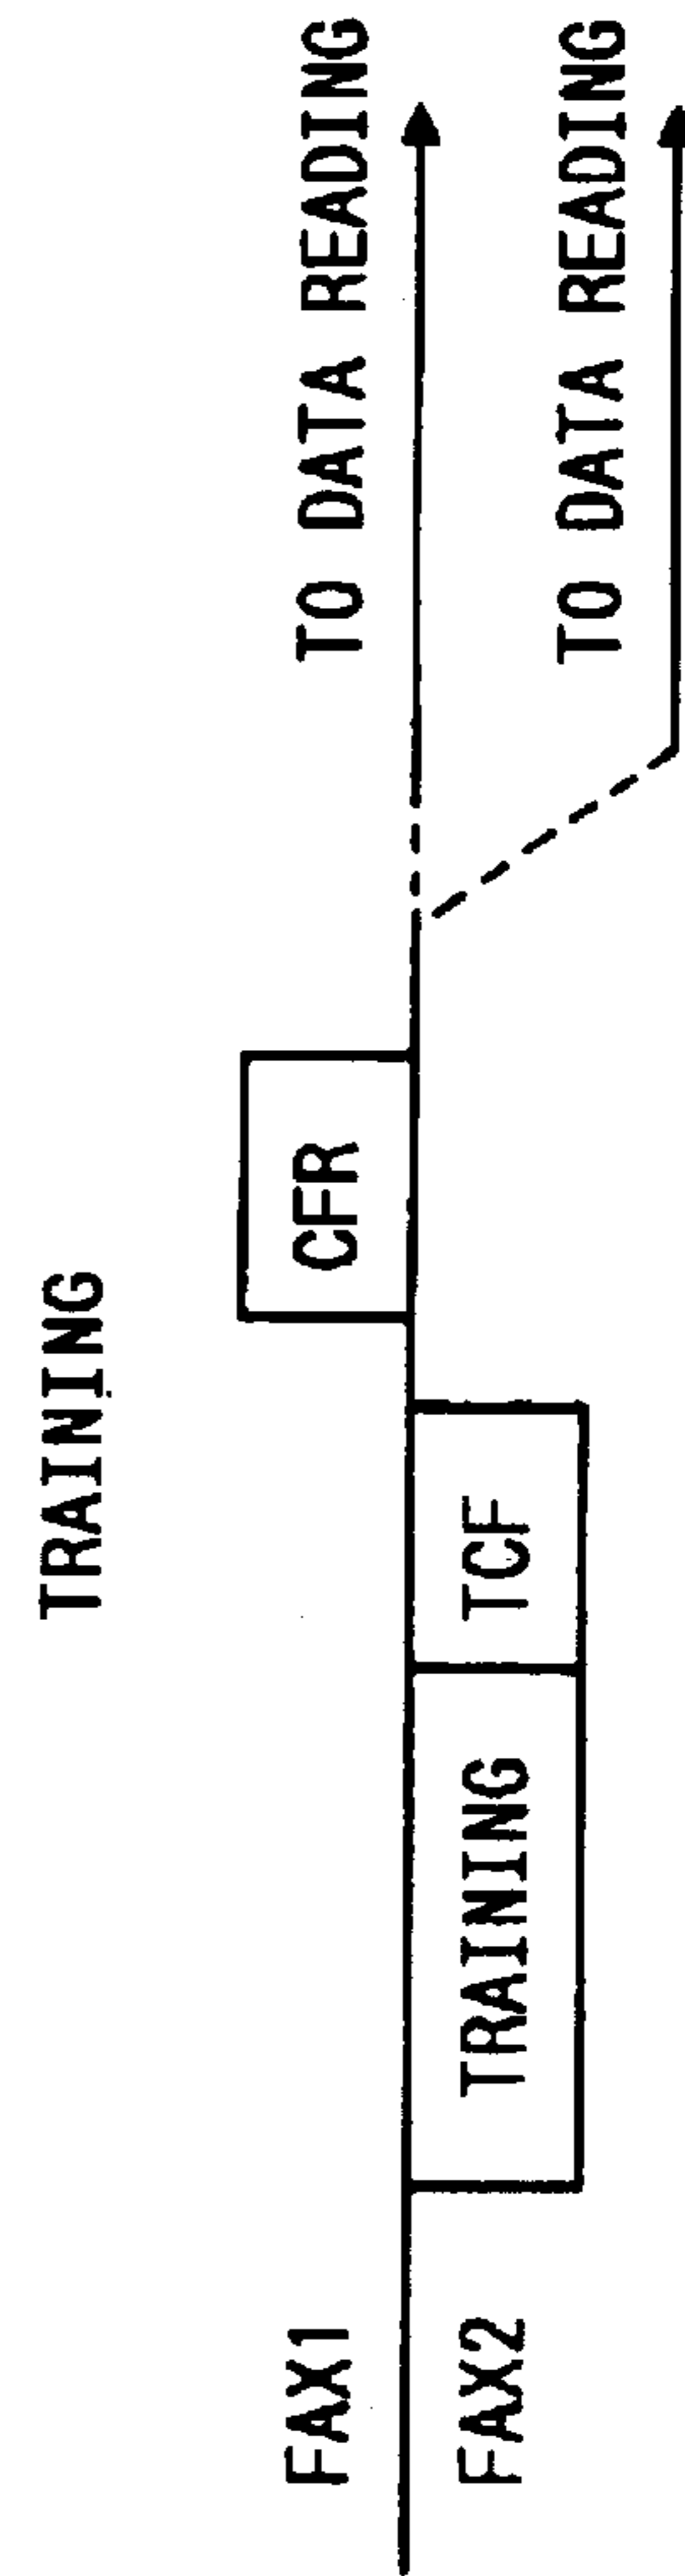 TRAINING
FAX1
CFR
TO DATA READING
FAX2
TRAINING
TCF
TO DATA READING